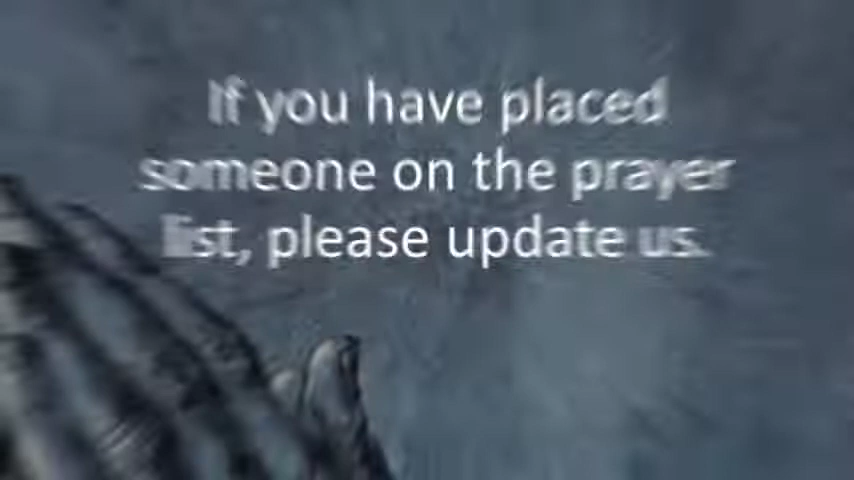 If you have placed
someone on the prayer
list, please update us.